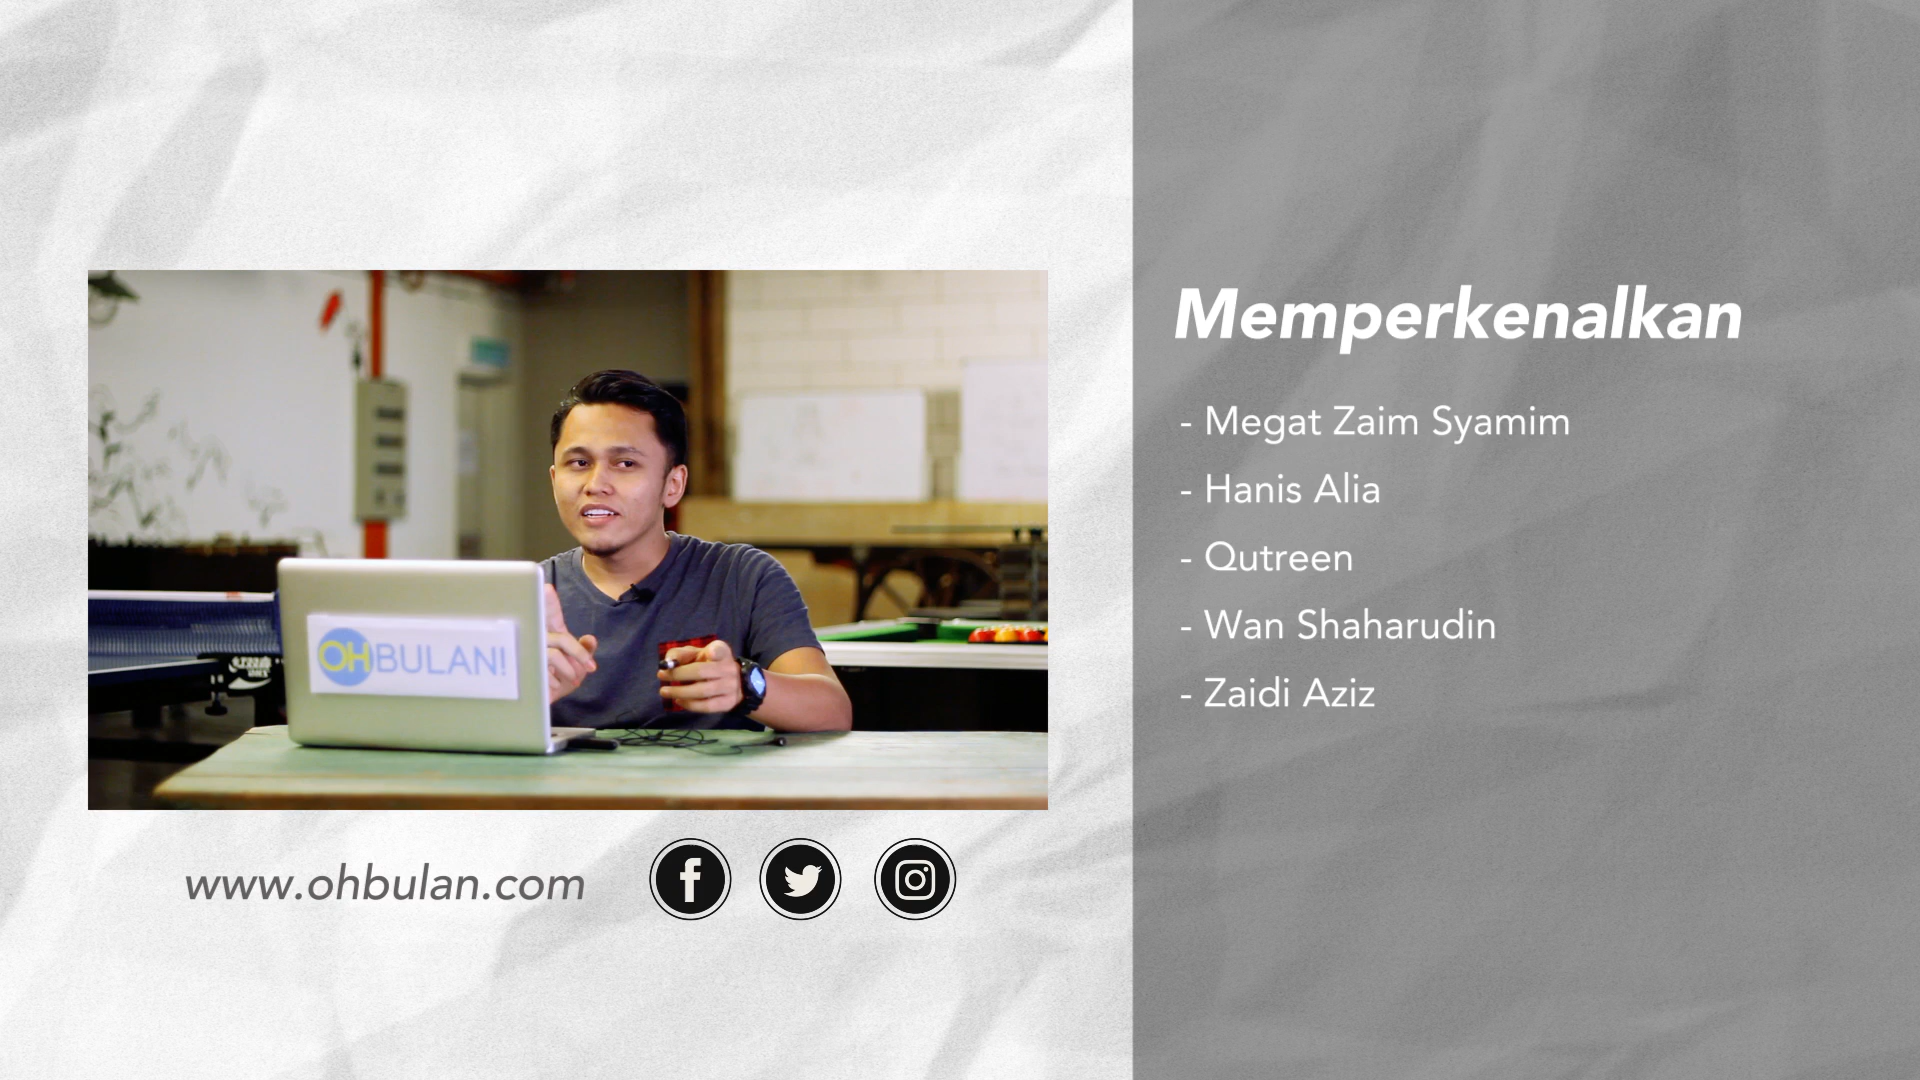 OHBULAN!
www.ohbulan.com
Memperkenalkan
- Megat Zaim Syamim
- Hanis Alia
- Qutreen
- Wan Shaharudin
- Zaidi Aziz